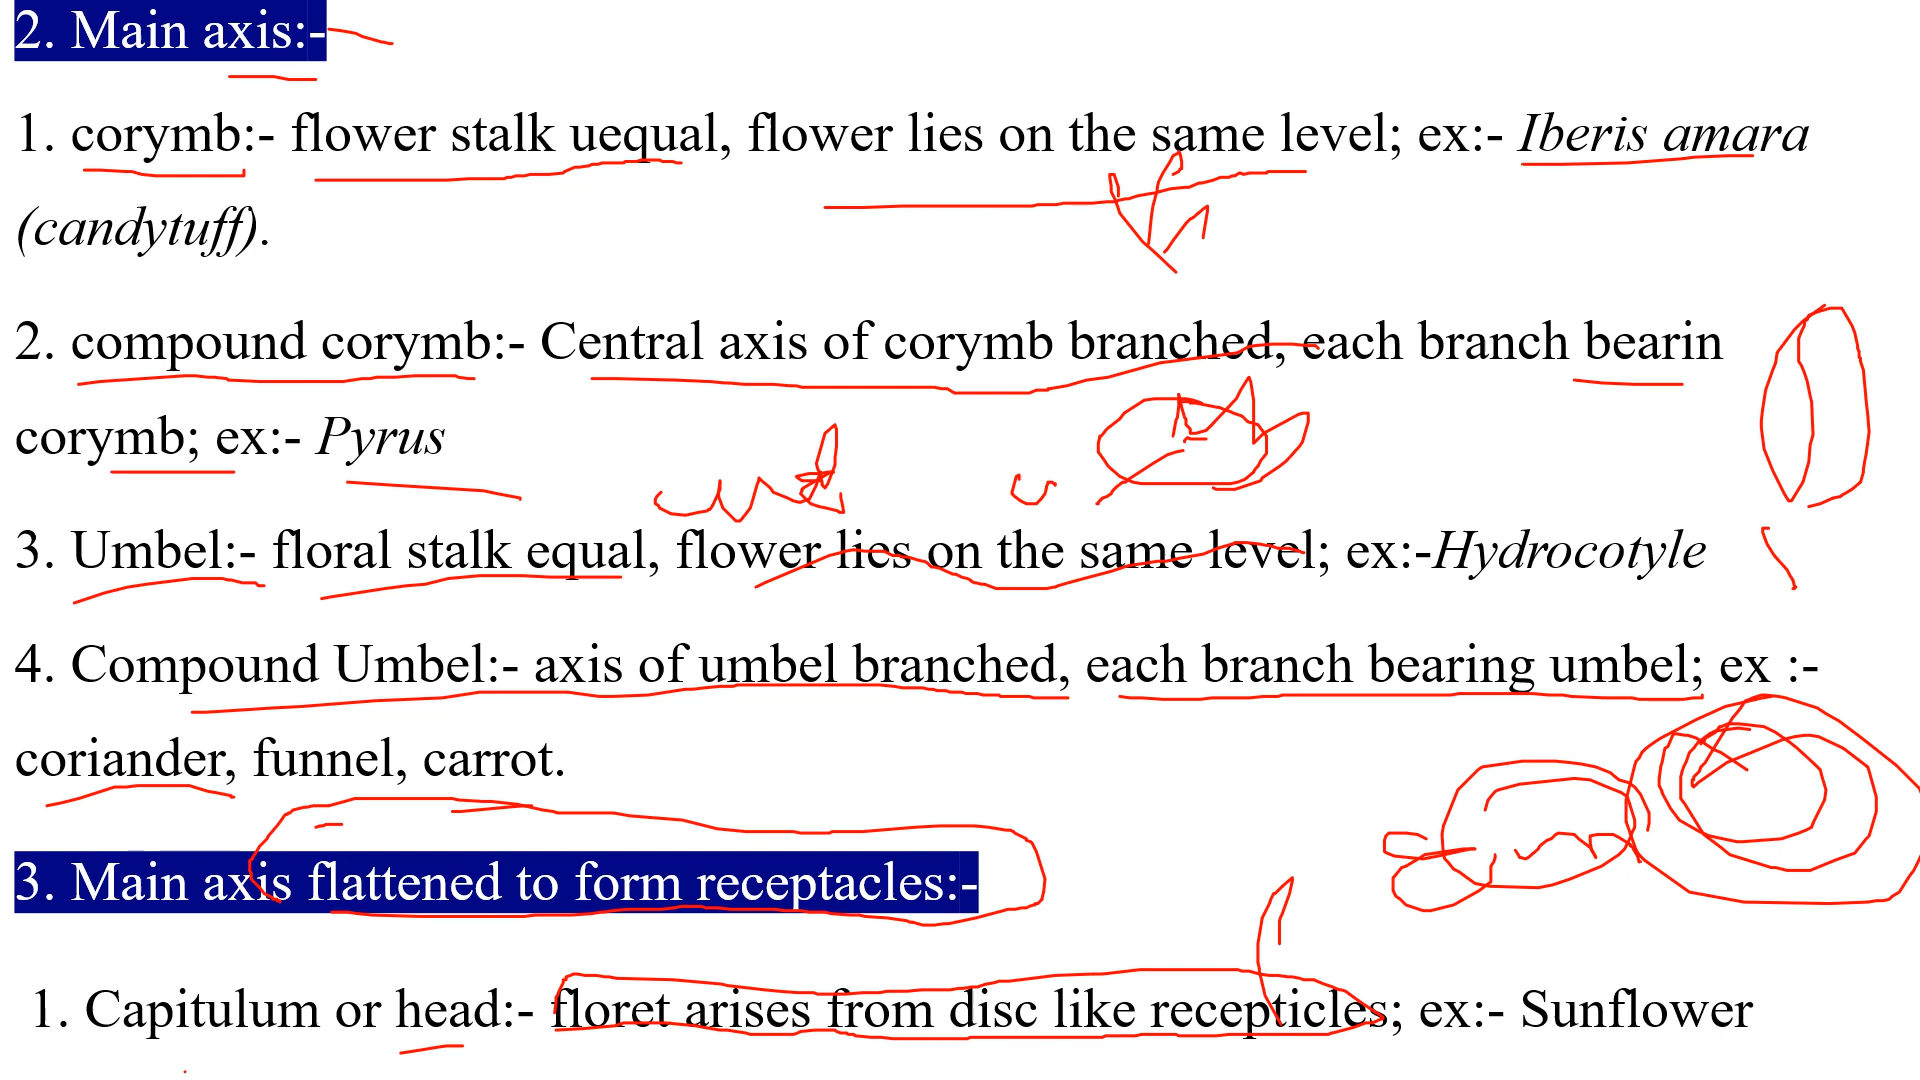 2. Main axis:-
1. corymb:- flower stalk uequal, flower lies on the same level; ex:- Iberis amara
(candytuff).
2. compound corymb:- Central axis of corymb branched, each branch bearin
corymb; ex:- Pyrus
3. Umbel:- floral stalk equal, flower lies on the same level; ex:-Hydrocotyle
4. Compound Umbel:- axis of umbel branched, each branch bearing umbel; ex :-
coriander, funnel, carrot.
3. Main axis flattened to form receptacles:-
1. Capitulum or head:- floret arises from disc like recepticles; ex:- Sunflower